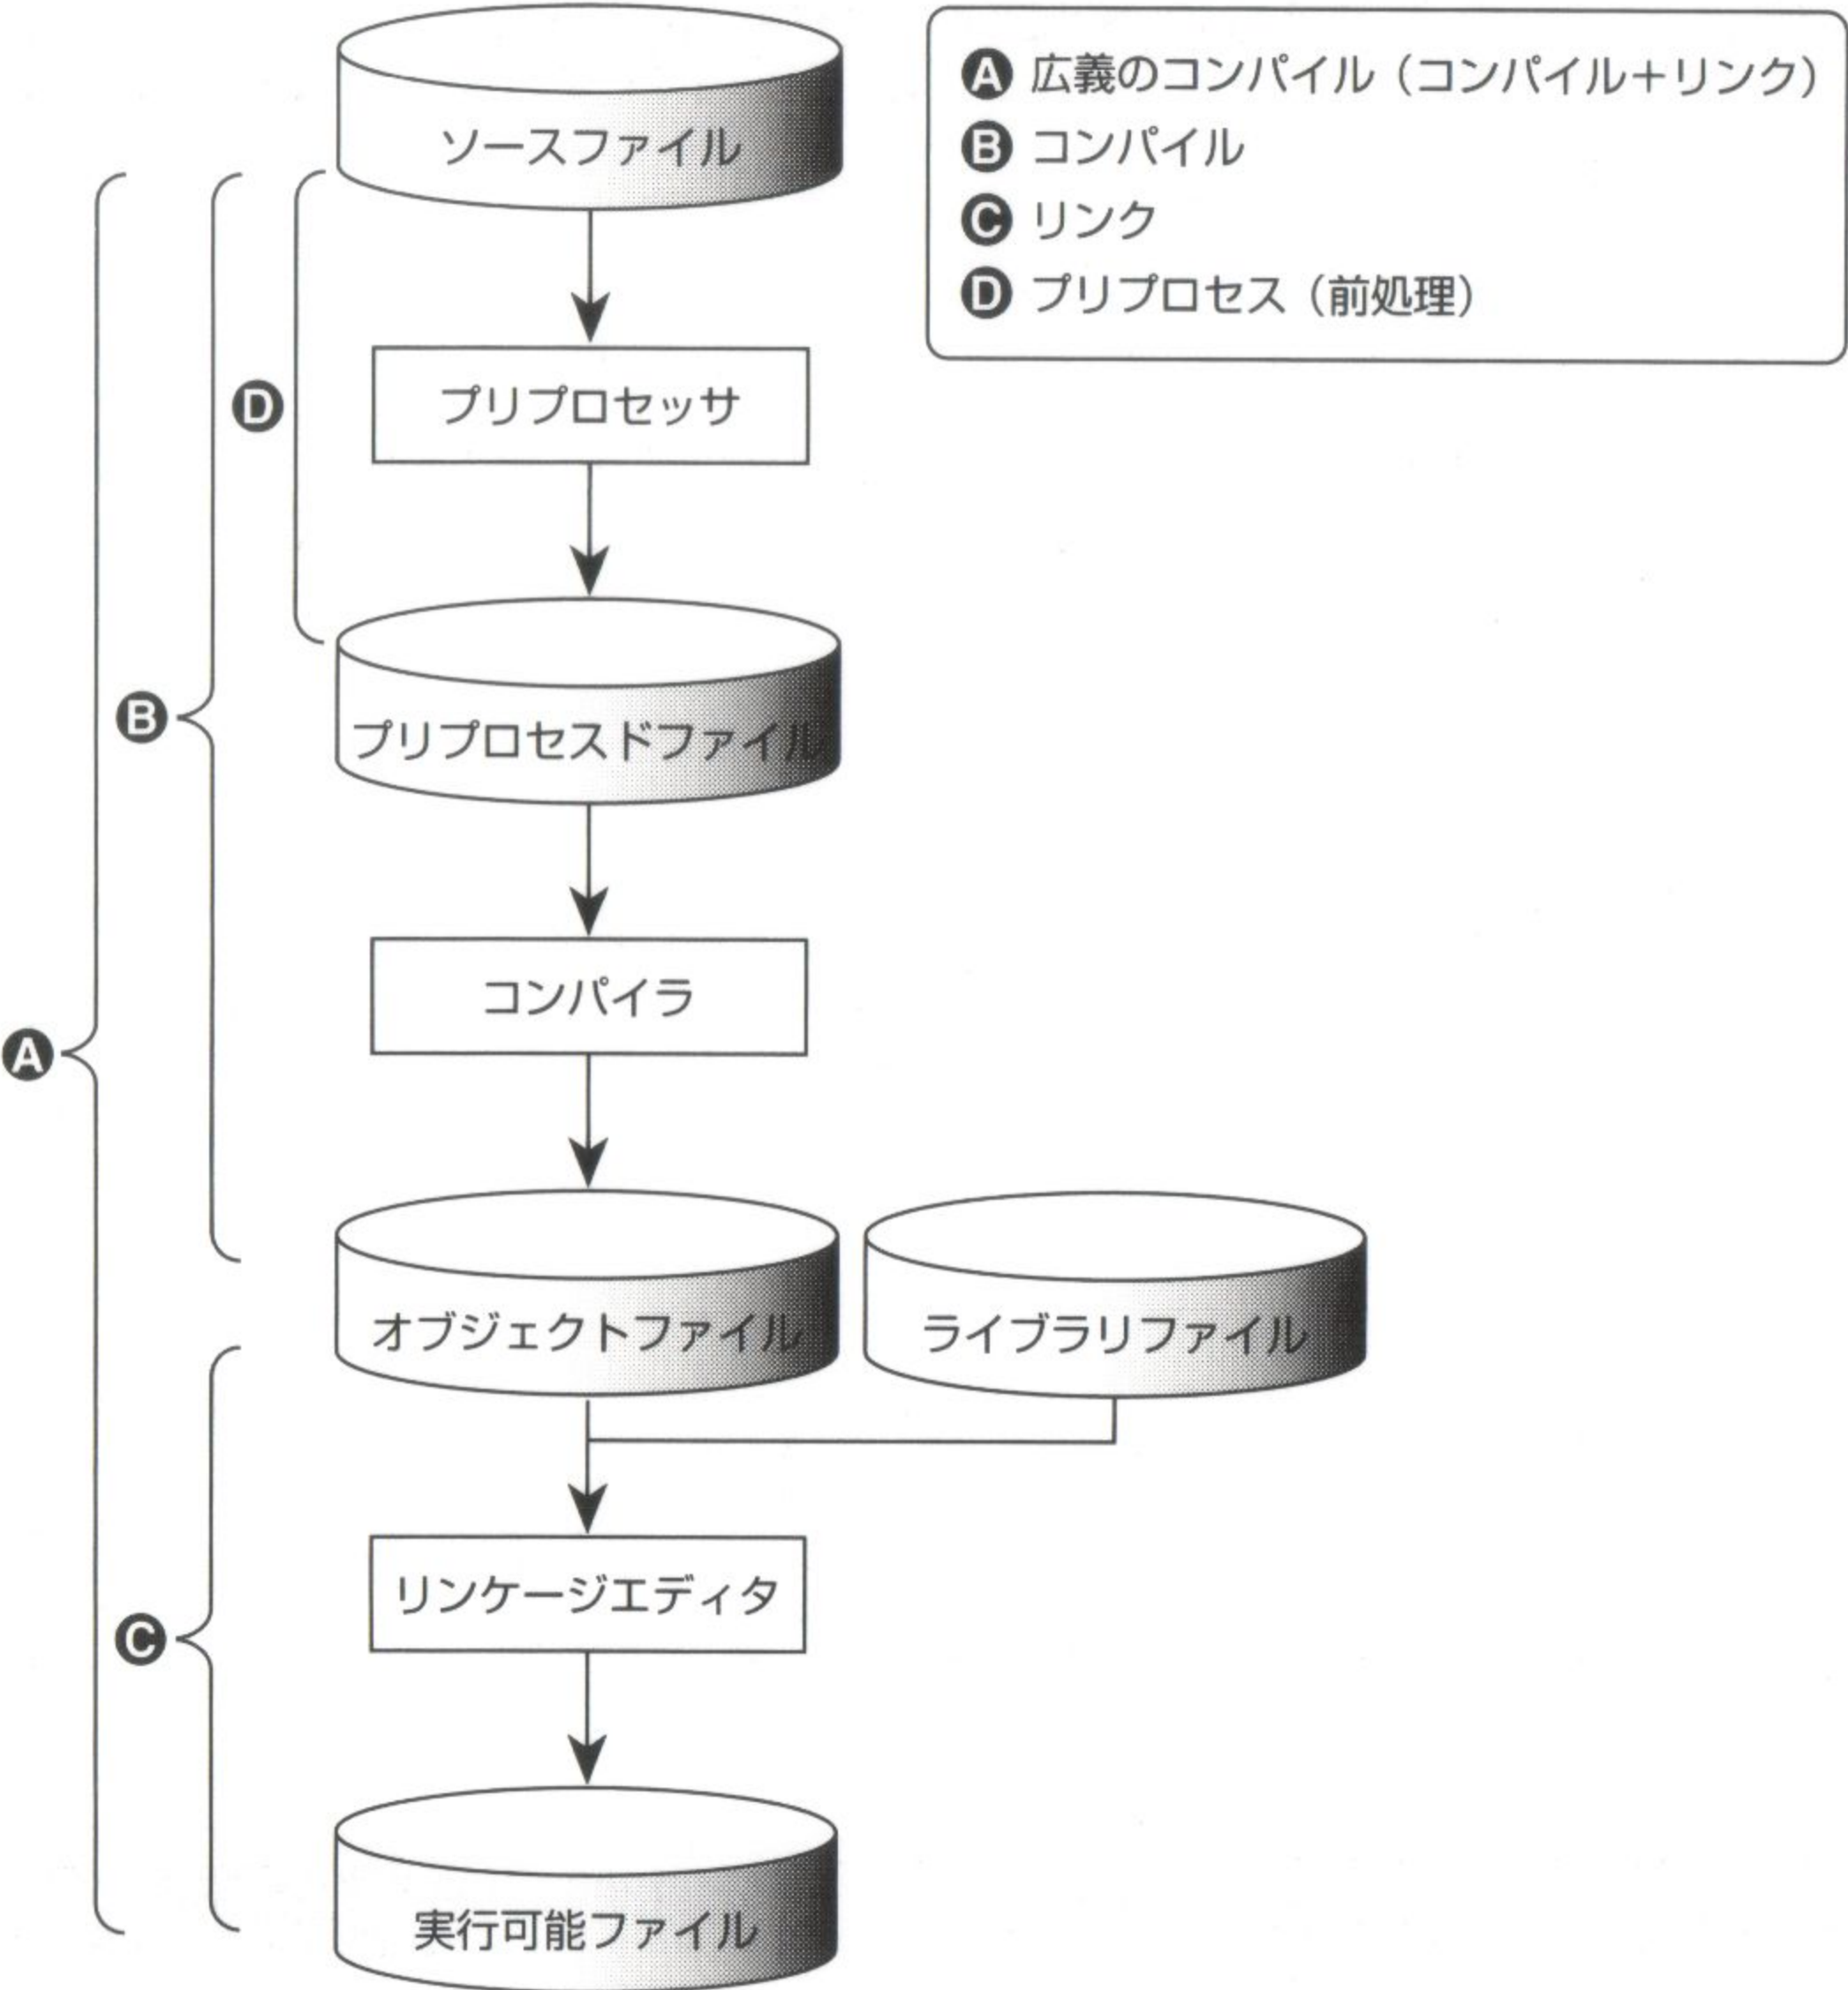 ソースファイル
A 広義のコンパイル（コンパイル＋リンク）
B コンパイル
C リンク
D プリプロセス（前処理）
D
プリプロセッサ
B
プリプロセスドファイル
コンパイラ
A
オブジェクトファイル
ライブラリファイル
リンケージエディタ
C
実行可能ファイル